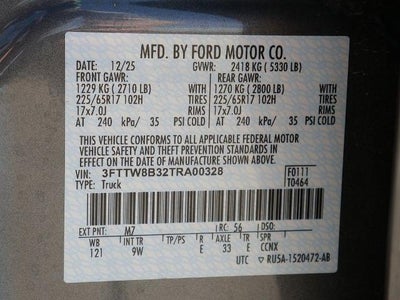 MFD. BY FORD MOTOR CO.
DATE: 12/25 GVWR: 2418 KG ( 5330 LB)
FRONT GAWR: REAR GAWR:
1229 KG ( 2710 LB) WITH 1270 KG ( 2800 LB) WITH
225/65R17 102H TIRES 225/65R17 102H TIRES
17x7.0J RIMS 17x7.0J RIMS
AT 240 kPa/ 35 PSI COLD AT 240 kPa/ 35 PSI COLD
THIS VEHICLE CONFORMS TO ALL APPLICABLE FEDERAL MOTOR
VEHICLE SAFETY AND THEFT PREVENTION STANDARDS IN
EFFECT ON THE DATE OF MANUFACTURE SHOWN ABOVE.
VIN: 3FTTW8B32TRA00328 F0111
TYPE: Truck T0464
EXT PNT: M7 RC: 56 DSO:
WB INT TR TP/PS R AXLE TR SPR
121 9W E 33 E CCNX
UTC RU5A-1520472-AB